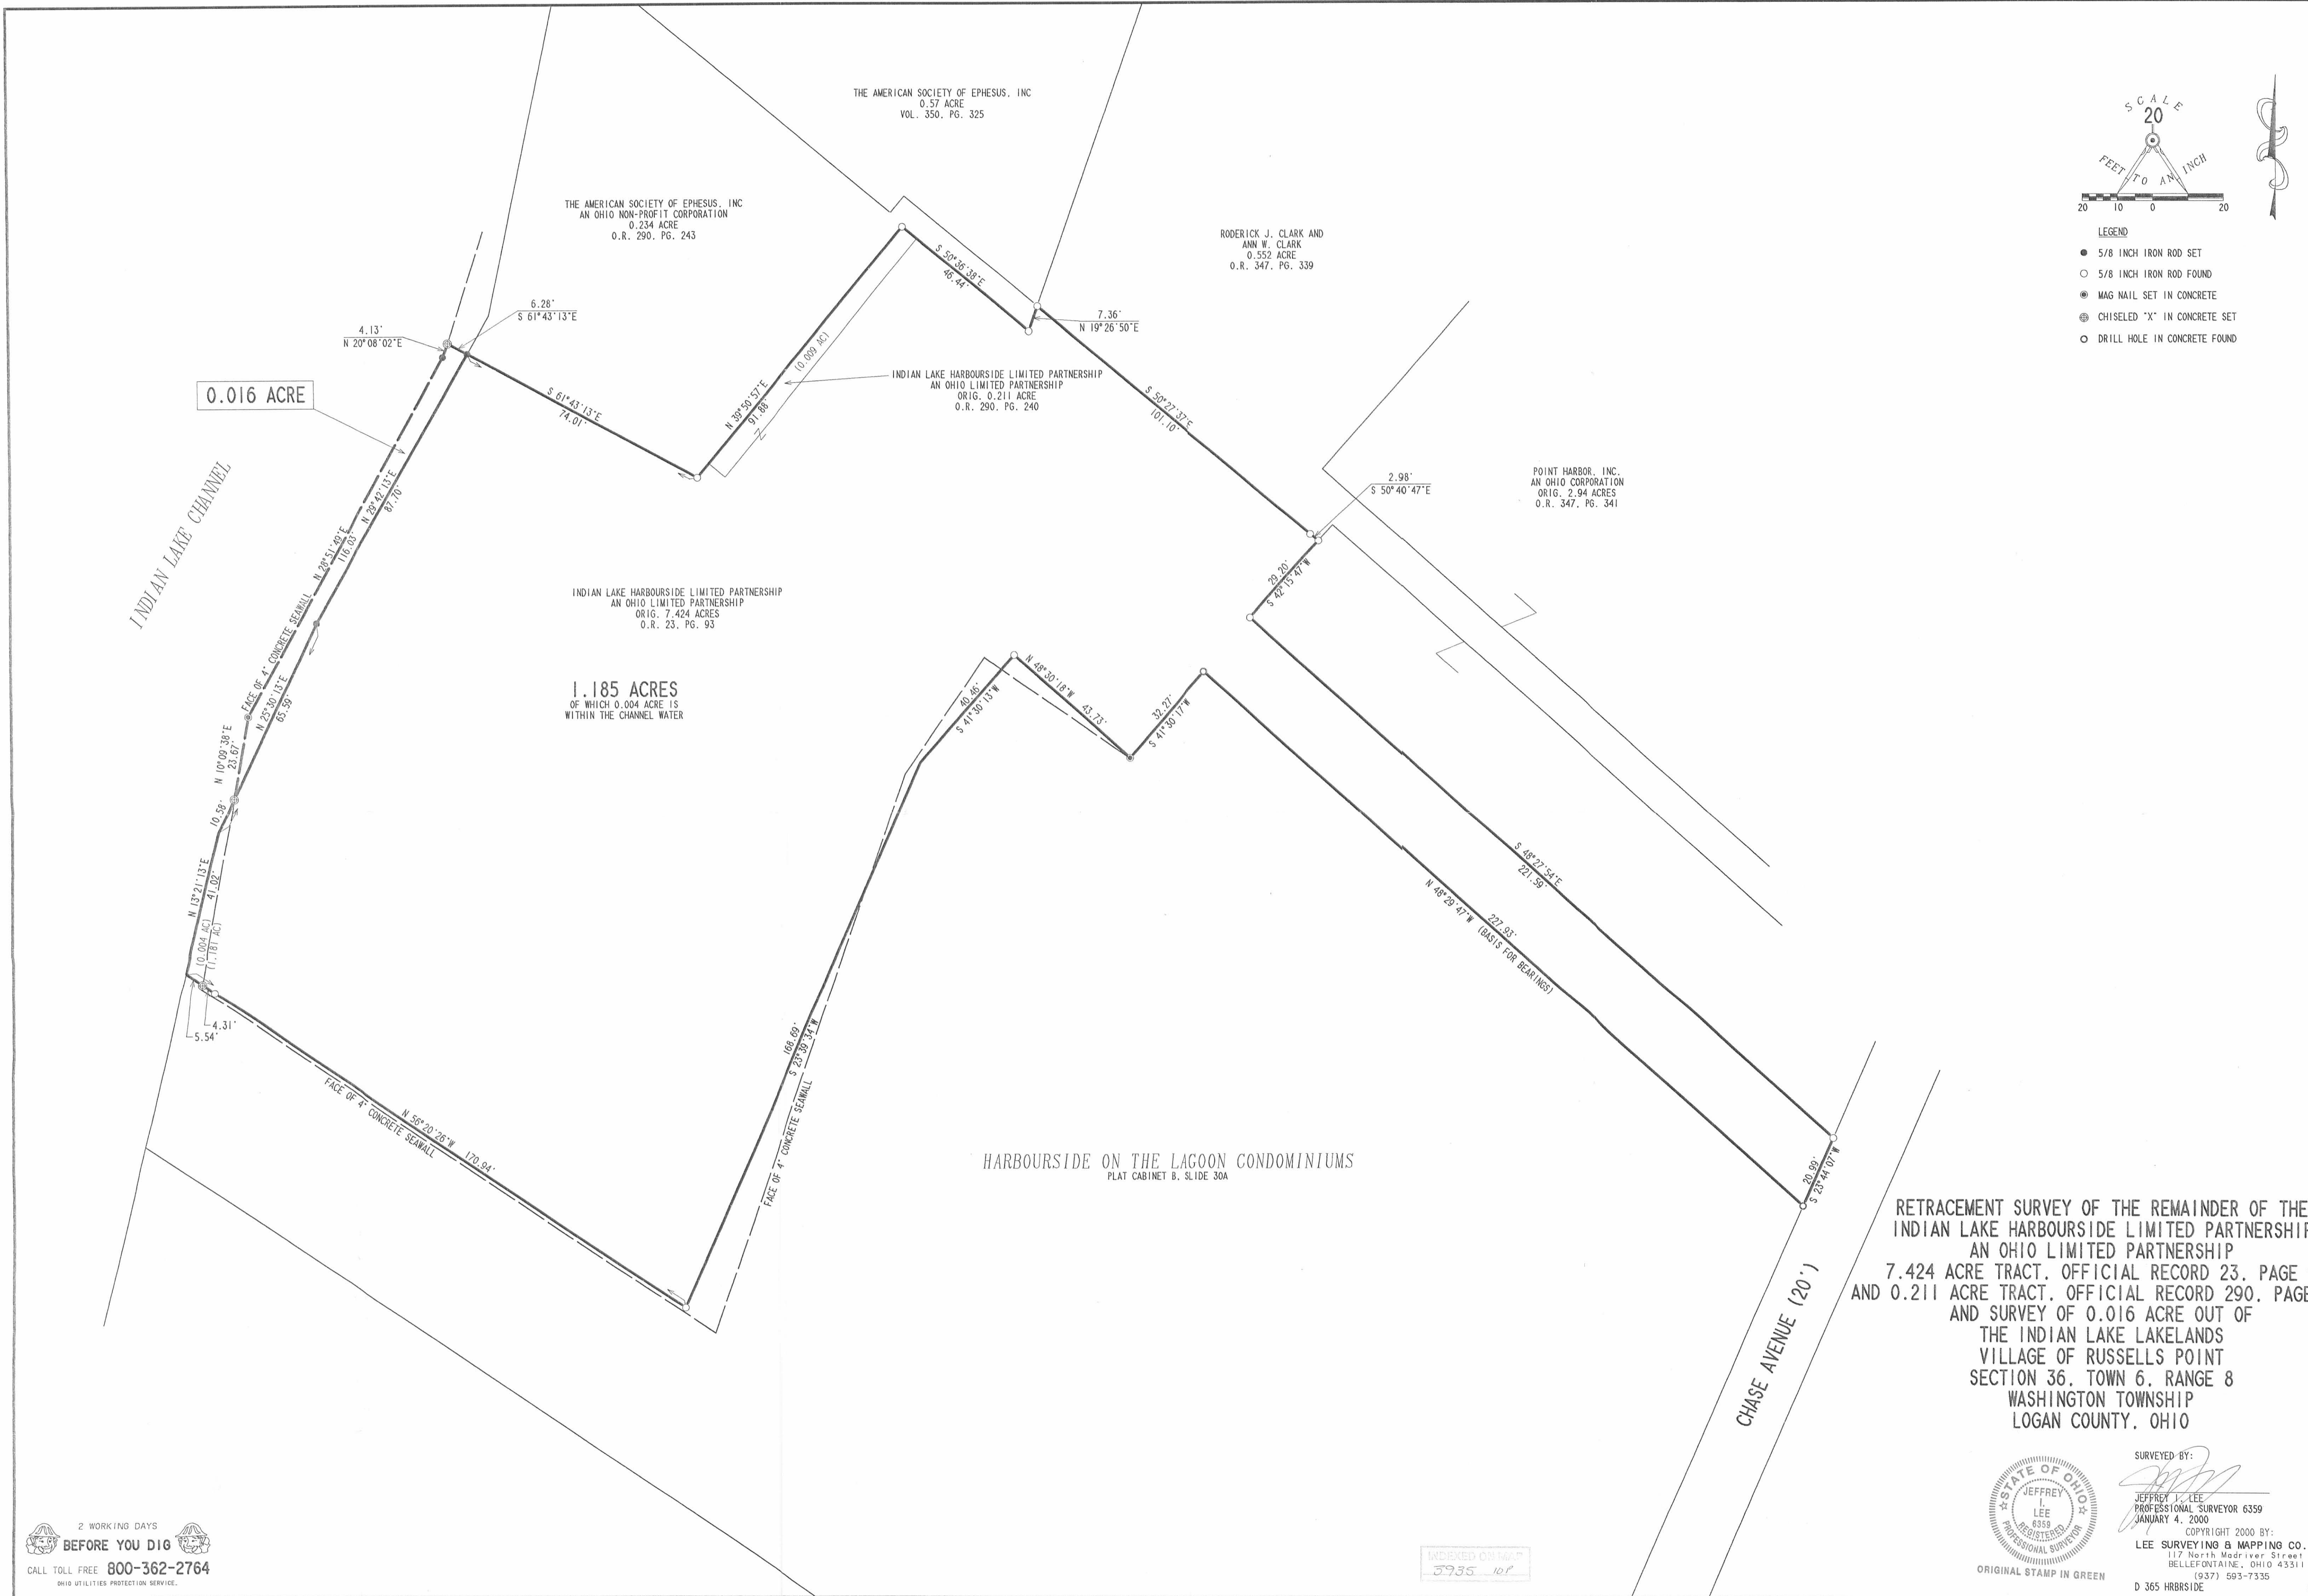 THE AMERICAN SOCIETY OF EPHESUS, INC
0.57 ACRE
VOL. 350, PG. 325
SCALE
20
FEET TO AN INCH
20 10 0 20
LEGEND
5/8 INCH IRON ROD SET
5/8 INCH IRON ROD FOUND
MAG NAIL SET IN CONCRETE
CHISELED "X" IN CONCRETE SET
DRILL HOLE IN CONCRETE FOUND
THE AMERICAN SOCIETY OF EPHESUS, INC
AN OHIO NON-PROFIT CORPORATION
0.234 ACRE
O.R. 290, PG. 243
RODERICK J. CLARK AND
ANN W. CLARK
0.552 ACRE
O.R. 347, PG. 339
S 50°36'38"E
46.44'
6.28'
S 61°43'13"E
4.13'
N 20°08'02"E
7.36'
N 19°26'50"E
0.016 ACRE
S 61°43'13"E
74.01'
N 39°50'57"E
91.88'
(0.009 AC)
INDIAN LAKE HARBOURSIDE LIMITED PARTNERSHIP
AN OHIO LIMITED PARTNERSHIP
ORIG. 0.211 ACRE
O.R. 290, PG. 240
S 50°27'37"E
101.10'
2.98'
S 50°40'47"E
POINT HARBOR, INC.
AN OHIO CORPORATION
ORIG. 2.94 ACRES
O.R. 347, PG. 341
INDIAN LAKE CHANNEL
N 28°51'49"E
116.03'
N 29°42'13"E
87.70'
FACE OF 4" CONCRETE SEAWALL
29.20'
S 42°15'47"W
INDIAN LAKE HARBOURSIDE LIMITED PARTNERSHIP
AN OHIO LIMITED PARTNERSHIP
ORIG. 7.424 ACRES
O.R. 23, PG. 93
1.185 ACRES
OF WHICH 0.004 ACRE IS
WITHIN THE CHANNEL WATER
N 25°30'13"E
65.59'
N 10°09'38"E
23.67'
10.58'
N 13°21'13"E
41.02'
(0.004 AC)
(1.181 AC)
4.31'
5.54'
40.46'
S 41°30'13"W
N 48°30'18"W
43.73'
32.27'
S 41°30'17"W
S 48°27'54"E
221.59'
227.93'
N 48°29'47"W (BASIS FOR BEARINGS)
168.69'
S 23°39'34"W
FACE OF 4" CONCRETE SEAWALL
N 56°20'26"W 170.94'
FACE OF 4" CONCRETE SEAWALL
HARBOURSIDE ON THE LAGOON CONDOMINIUMS
PLAT CABINET B, SLIDE 30A
20.99'
S 23°44'07"W
CHASE AVENUE (20')
RETRACEMENT SURVEY OF THE REMAINDER OF THE
INDIAN LAKE HARBOURSIDE LIMITED PARTNERSHIP
AN OHIO LIMITED PARTNERSHIP
7.424 ACRE TRACT, OFFICIAL RECORD 23, PAGE
AND 0.211 ACRE TRACT, OFFICIAL RECORD 290, PAGE
AND SURVEY OF 0.016 ACRE OUT OF
THE INDIAN LAKE LAKELANDS
VILLAGE OF RUSSELLS POINT
SECTION 36, TOWN 6, RANGE 8
WASHINGTON TOWNSHIP
LOGAN COUNTY, OHIO
STATE OF OHIO
JEFFREY
I.
LEE
6359
REGISTERED
PROFESSIONAL SURVEYOR
ORIGINAL STAMP IN GREEN
SURVEYED BY:
JEFFREY I. LEE
PROFESSIONAL SURVEYOR 6359
JANUARY 4, 2000
COPYRIGHT 2000 BY:
LEE SURVEYING & MAPPING CO.
117 North Madriver Street
BELLEFONTAINE, OHIO 43311
(937) 593-7335
D 365 HRBRSIDE
INDEXED ON MAP
5935
2 WORKING DAYS
BEFORE YOU DIG
CALL TOLL FREE 800-362-2764
OHIO UTILITIES PROTECTION SERVICE.